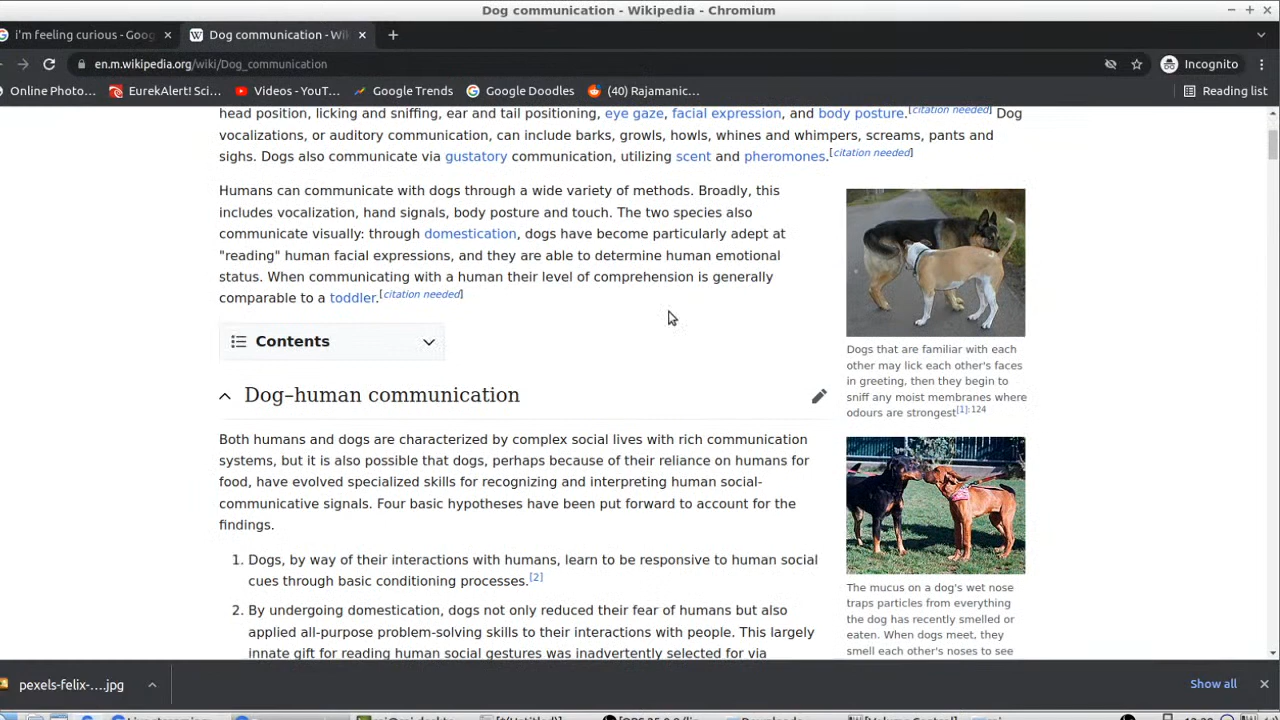 Dog communication - Wikipedia - Chromium
i'm feeling curious - Goog
Dog communication - Wi
en.m.wikipedia.org/wiki/Dog_communication
Incognito
Online Photo...
EurekAlert! Sci...
Videos - YouT...
Google Trends
Google Doodles
(40) Rajamanic...
Reading list
head position, licking and sniffing, ear and tail positioning, eye gaze, facial expression, and body posture.[citation needed] Dog
vocalizations, or auditory communication, can include barks, growls, howls, whines and whimpers, screams, pants and
sighs. Dogs also communicate via gustatory communication, utilizing scent and pheromones.[citation needed]
Humans can communicate with dogs through a wide variety of methods. Broadly, this
includes vocalization, hand signals, body posture and touch. The two species also
communicate visually: through domestication, dogs have become particularly adept at
"reading" human facial expressions, and they are able to determine human emotional
status. When communicating with a human their level of comprehension is generally
comparable to a toddler.[citation needed]
Contents
Dog–human communication
Both humans and dogs are characterized by complex social lives with rich communication
systems, but it is also possible that dogs, perhaps because of their reliance on humans for
food, have evolved specialized skills for recognizing and interpreting human social-
communicative signals. Four basic hypotheses have been put forward to account for the
findings.
1. Dogs, by way of their interactions with humans, learn to be responsive to human social
cues through basic conditioning processes.[2]
2. By undergoing domestication, dogs not only reduced their fear of humans but also
applied all-purpose problem-solving skills to their interactions with people. This largely
innate gift for reading human social gestures was inadvertently selected for via
Dogs that are familiar with each
other may lick each other's faces
in greeting, then they begin to
sniff any moist membranes where
odours are strongest[1]:124
The mucus on a dog's wet nose
traps particles from everything
the dog has recently smelled or
eaten. When dogs meet, they
smell each other's noses to see
pexels-felix-....jpg
Show all